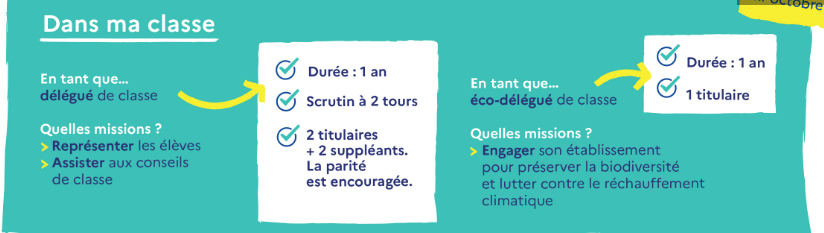 octobre
Dans ma classe
En tant que...
délégué de classe
Quelles missions ?
> Représenter les élèves
> Assister aux conseils
de classe
Durée : 1 an
Scrutin à 2 tours
2 titulaires
+ 2 suppléants.
La parité
est encouragée.
En tant que...
éco-délégué de classe
Quelles missions ?
> Engager son établissement
pour préserver la biodiversité
et lutter contre le réchauffement
climatique
Durée : 1 an
1 titulaire